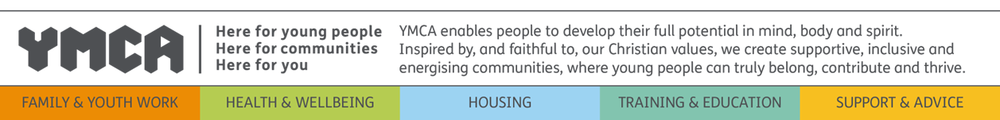 YMCA
Here for young people
Here for communities
Here for you
YMCA enables people to develop their full potential in mind, body and spirit.
Inspired by, and faithful to, our Christian values, we create supportive, inclusive and
energising communities, where young people can truly belong, contribute and thrive.
FAMILY & YOUTH WORK
HEALTH & WELLBEING
HOUSING
TRAINING & EDUCATION
SUPPORT & ADVICE